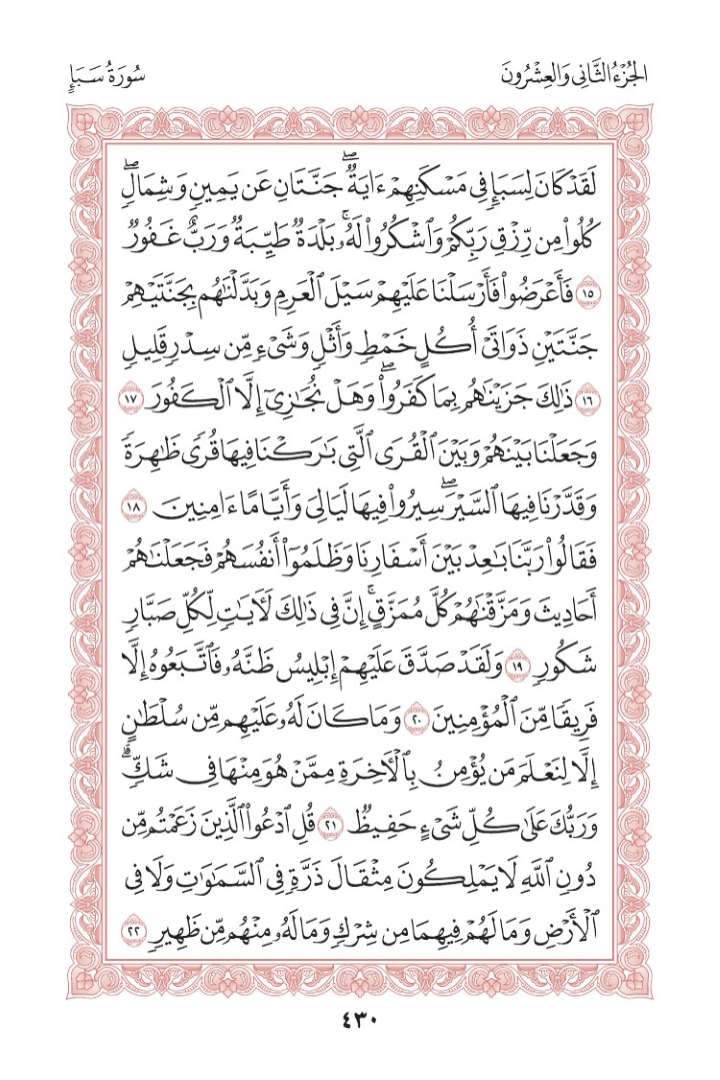 الجُزْءُ الثَّانِي وَالعِشْرُونَ
سُورَةُ سَبَإٍ
لَقَدۡ كَانَ لِسَبَإٖ فِي مَسۡكَنِهِمۡ ءَايَةٞۖ جَنَّتَانِ عَن يَمِينٖ وَشِمَالٖۖ
كُلُواْ مِن رِّزۡقِ رَبِّكُمۡ وَٱشۡكُرُواْ لَهُۥۚ بَلۡدَةٞ طَيِّبَةٞ وَرَبٌّ غَفُورٞ
١٥ فَأَعۡرَضُواْ فَأَرۡسَلۡنَا عَلَيۡهِمۡ سَيۡلَ ٱلۡعَرِمِ وَبَدَّلۡنَٰهُم بِجَنَّتَيۡهِمۡ
جَنَّتَيۡنِ ذَوَاتَيۡ أُكُلٍ خَمۡطٖ وَأَثۡلٖ وَشَيۡءٖ مِّن سِدۡرٖ قَلِيلٖ
١٦ ذَٰلِكَ جَزَيۡنَٰهُم بِمَا كَفَرُواْۖ وَهَلۡ نُجَٰزِيٓ إِلَّا ٱلۡكَفُورَ ١٧
وَجَعَلۡنَا بَيۡنَهُمۡ وَبَيۡنَ ٱلۡقُرَى ٱلَّتِي بَٰرَكۡنَا فِيهَا قُرٗى ظَٰهِرَةٗ
وَقَدَّرۡنَا فِيهَا ٱلسَّيۡرَۖ سِيرُواْ فِيهَا لَيَالِيَ وَأَيَّامًا ءَامِنِينَ ١٨
فَقَالُواْ رَبَّنَا بَٰعِدۡ بَيۡنَ أَسۡفَارِنَا وَظَلَمُوٓاْ أَنفُسَهُمۡ فَجَعَلۡنَٰهُمۡ
أَحَادِيثَ وَمَزَّقۡنَٰهُمۡ كُلَّ مُمَزَّقٍۚ إِنَّ فِي ذَٰلِكَ لَأٓيَٰتٖ لِّكُلِّ صَبَّارٖ
شَكُورٖ ١٩ وَلَقَدۡ صَدَّقَ عَلَيۡهِمۡ إِبۡلِيسُ ظَنَّهُۥ فَٱتَّبَعُوهُ إِلَّا
فَرِيقٗا مِّنَ ٱلۡمُؤۡمِنِينَ ٢٠ وَمَا كَانَ لَهُۥ عَلَيۡهِم مِّن سُلۡطَٰنٍ
إِلَّا لِنَعۡلَمَ مَن يُؤۡمِنُ بِٱلۡأٓخِرَةِ مِمَّنۡ هُوَ مِنۡهَا فِي شَكّٖۗ
وَرَبُّكَ عَلَىٰ كُلِّ شَيۡءٍ حَفِيظٞ ٢١ قُلِ ٱدۡعُواْ ٱلَّذِينَ زَعَمۡتُم مِّن
دُونِ ٱللَّهِ لَا يَمۡلِكُونَ مِثۡقَالَ ذَرَّةٖ فِي ٱلسَّمَٰوَٰتِ وَلَا فِي
ٱلۡأَرۡضِ وَمَا لَهُمۡ فِيهِمَا مِن شِرۡكٖ وَمَا لَهُۥ مِنۡهُم مِّن ظَهِيرٖ ٢٢
٤٣٠